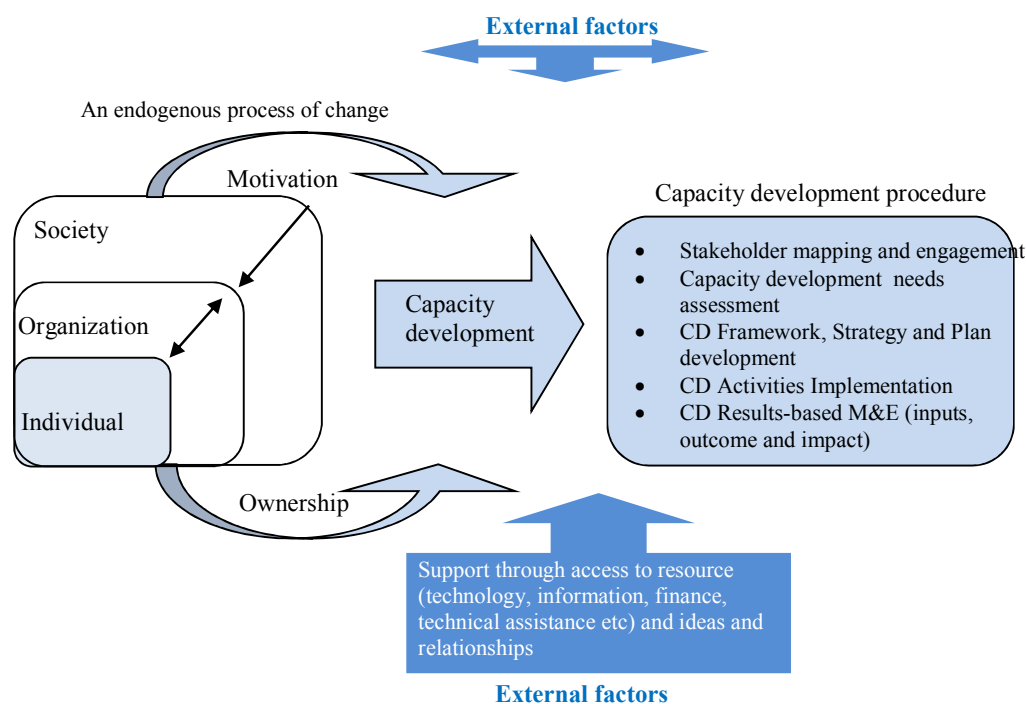 External factors
An endogenous process of change
Motivation
Society
Organization
Individual
Ownership
Capacity
development
Capacity development procedure
• Stakeholder mapping and engagement
• Capacity development needs
assessment
• CD Framework, Strategy and Plan
development
• CD Activities Implementation
• CD Results-based M&E (inputs,
outcome and impact)
Support through access to resource
(technology, information, finance,
technical assistance etc) and ideas and
relationships
External factors